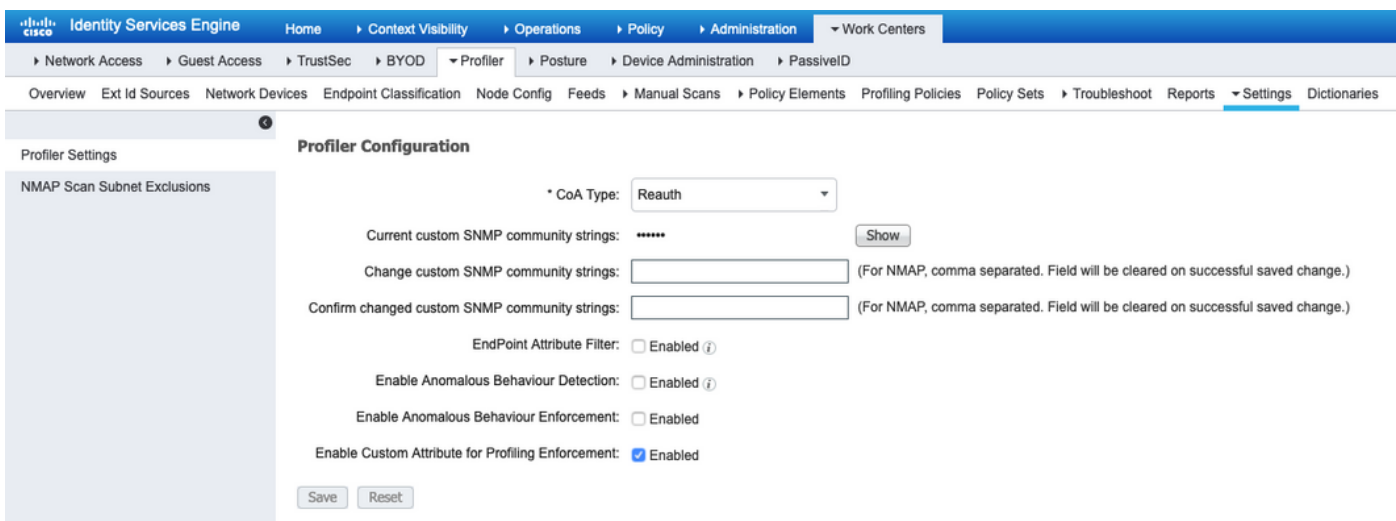 cisco Identity Services Engine Home Context Visibility Operations Policy Administration Work Centers
Network Access Guest Access TrustSec BYOD Profiler Posture Device Administration PassiveID
Overview Ext Id Sources Network Devices Endpoint Classification Node Config Feeds Manual Scans Policy Elements Profiling Policies Policy Sets Troubleshoot Reports Settings Dictionaries
Profiler Settings
NMAP Scan Subnet Exclusions
Profiler Configuration
* CoA Type: Reauth
Current custom SNMP community strings: •••••• Show
Change custom SNMP community strings: (For NMAP, comma separated. Field will be cleared on successful saved change.)
Confirm changed custom SNMP community strings: (For NMAP, comma separated. Field will be cleared on successful saved change.)
EndPoint Attribute Filter: Enabled i
Enable Anomalous Behaviour Detection: Enabled i
Enable Anomalous Behaviour Enforcement: Enabled
Enable Custom Attribute for Profiling Enforcement: Enabled
Save Reset